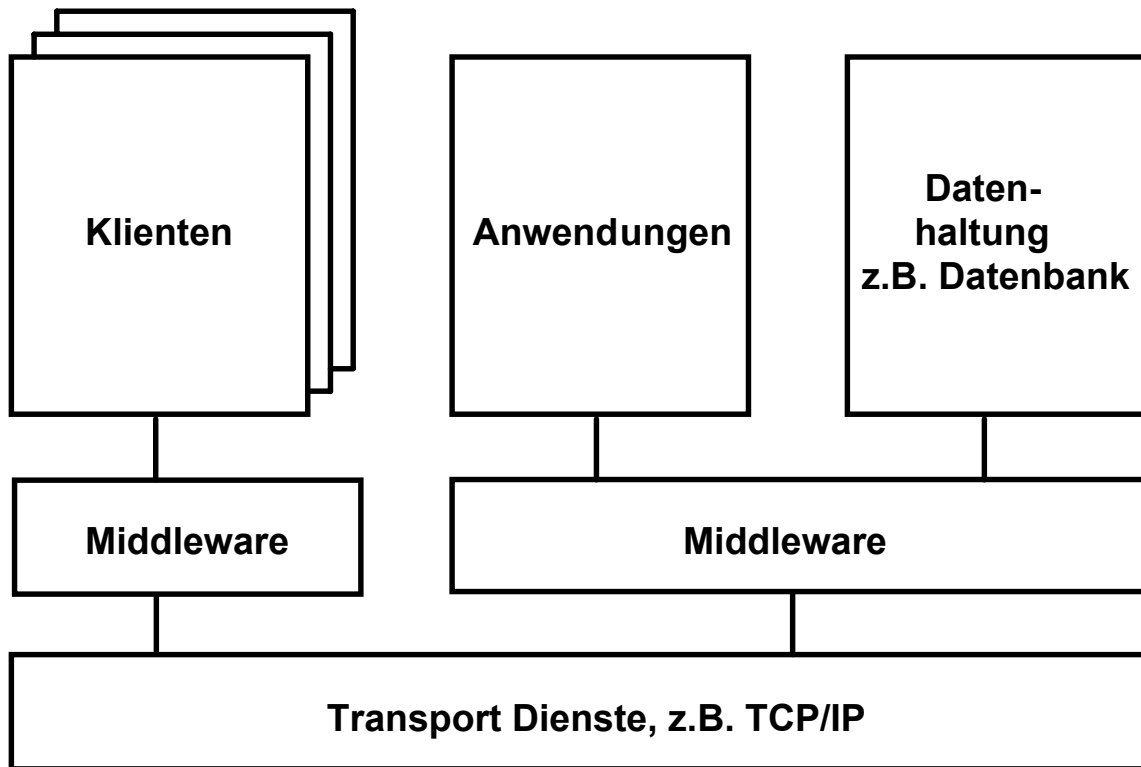 Klienten
Anwendungen
Daten-
haltung
z.B. Datenbank
Middleware
Middleware
Transport Dienste, z.B. TCP/IP